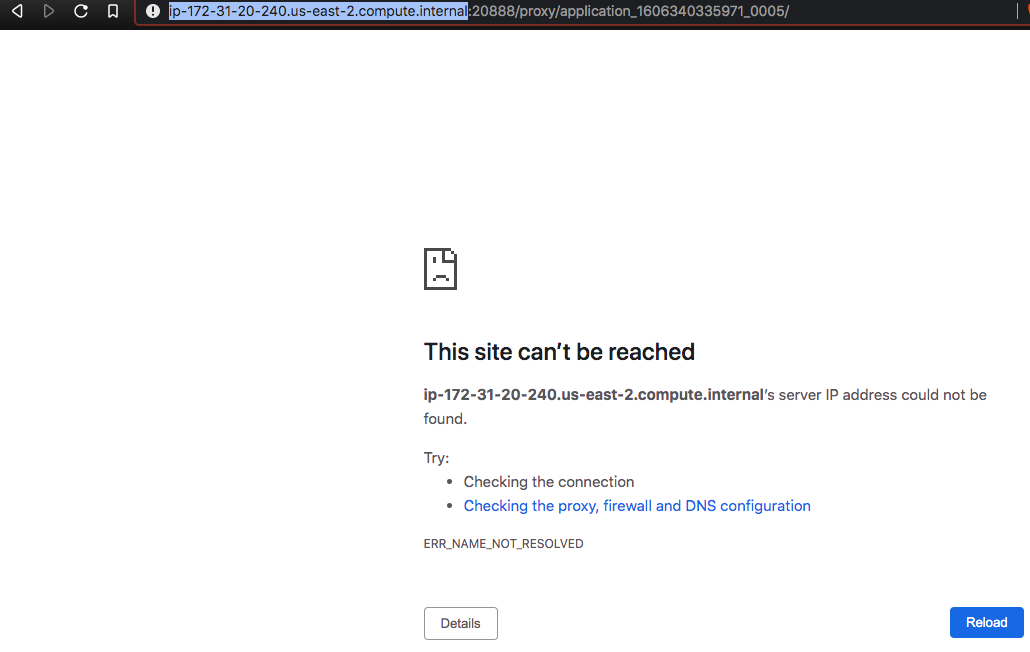 ip-172-31-20-240.us-east-2.compute.internal:20888/proxy/application_1606340335971_0005/
This site can’t be reached
ip-172-31-20-240.us-east-2.compute.internal’s server IP address could not be
found.
Try:
Checking the connection
Checking the proxy, firewall and DNS configuration
ERR_NAME_NOT_RESOLVED
Details
Reload